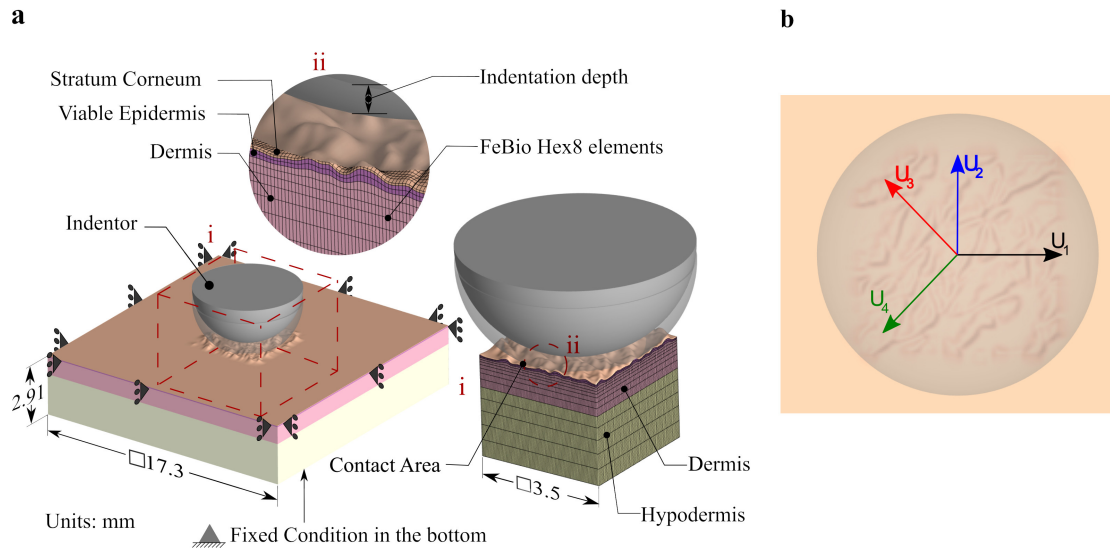 a
b
ii
Stratum Corneum
Indentation depth
Viable Epidermis
Dermis
FeBio Hex8 elements
Indentor
i
i
ii
i
2.91
□17.3
Contact Area
□3.5
Dermis
Hypodermis
Units: mm
Fixed Condition in the bottom
U3
U2
U1
U4